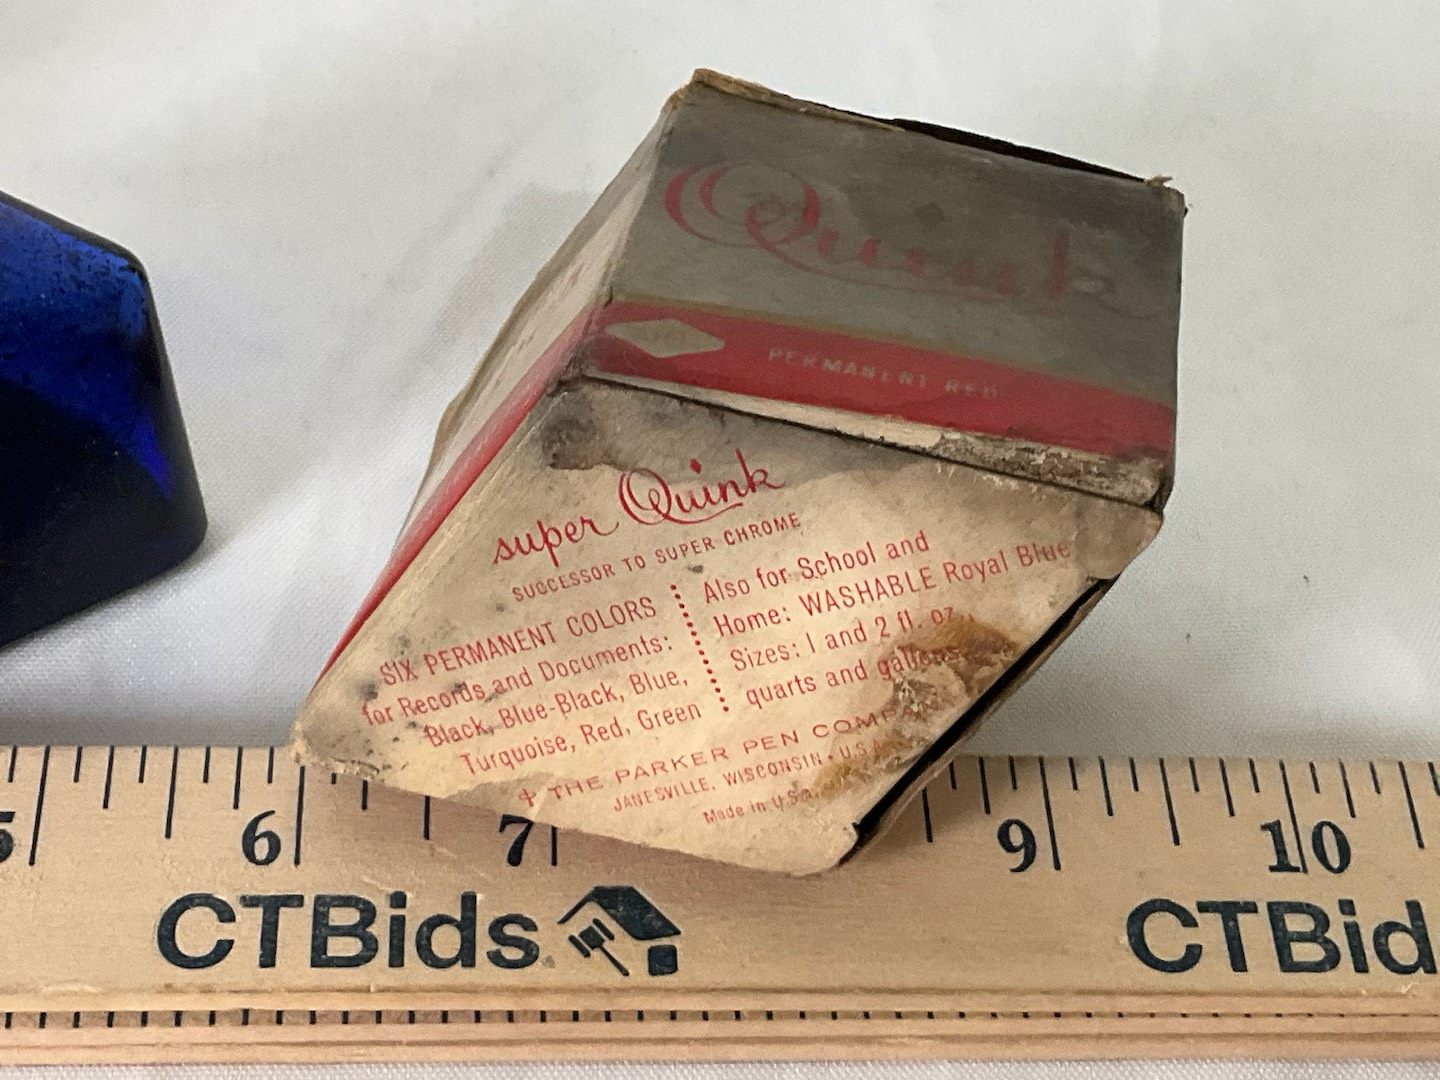 Quink
PERMANENT RED
super Quink
SUCCESSOR TO SUPER CHROME
SIX PERMANENT COLORS
for Records and Documents:
Black, Blue-Black, Blue,
Turquoise, Red, Green
Also for School and
Home: WASHABLE Royal Blue
Sizes: 1 and 2 fl. oz.,
quarts and gallons.
THE PARKER PEN COMPA
JANESVILLE, WISCONSIN • U.S.A.
Made in U.S.A.
5 6 7 9 10
CTBids CTBid